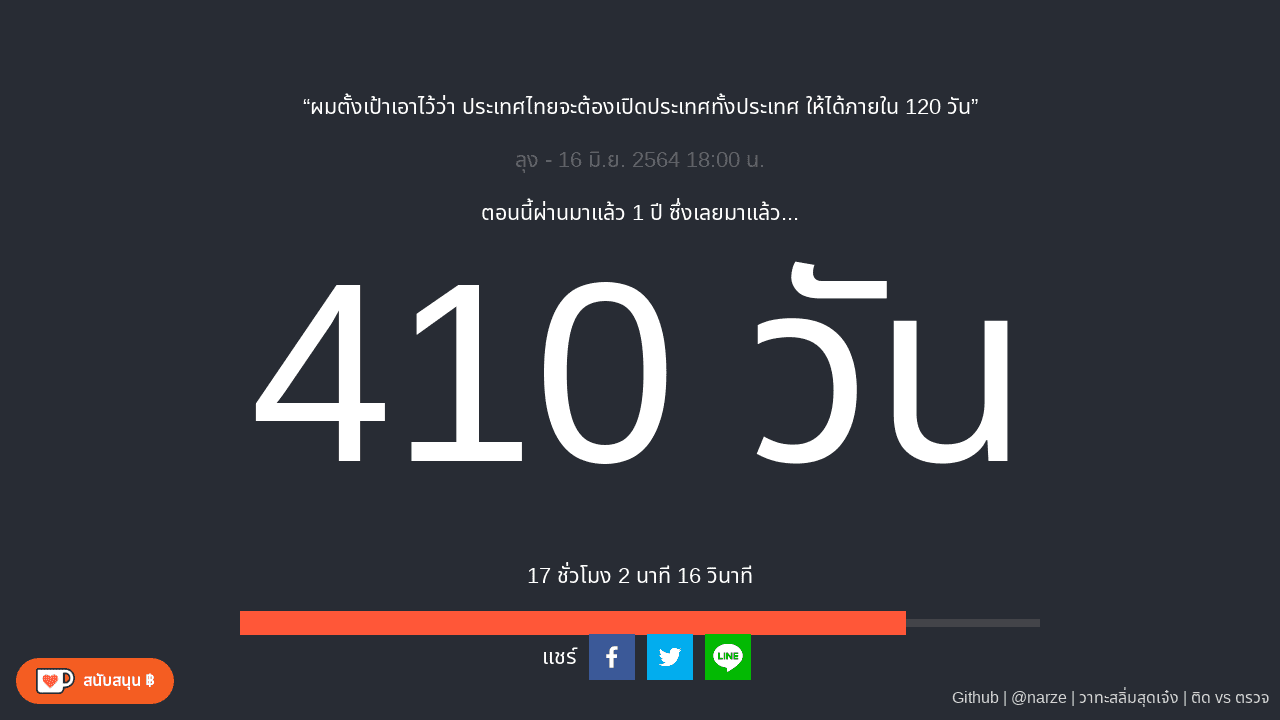 “ผมตั้งเป้าเอาไว้ว่า ประเทศไทยจะต้องเปิดประเทศทั้งประเทศ ให้ได้ภายใน 120 วัน”
ลุง - 16 มิ.ย. 2564 18:00 น.
ตอนนี้ผ่านมาแล้ว 1 ปี ซึ่งเลยมาแล้ว...
410 วัน
17 ชั่วโมง 2 นาที 16 วินาที
แชร์ LINE
สนับสนุน ฿
Github | @narze | วาทะสลิ่มสุดเจ๋ง | ติด vs ตรวจ